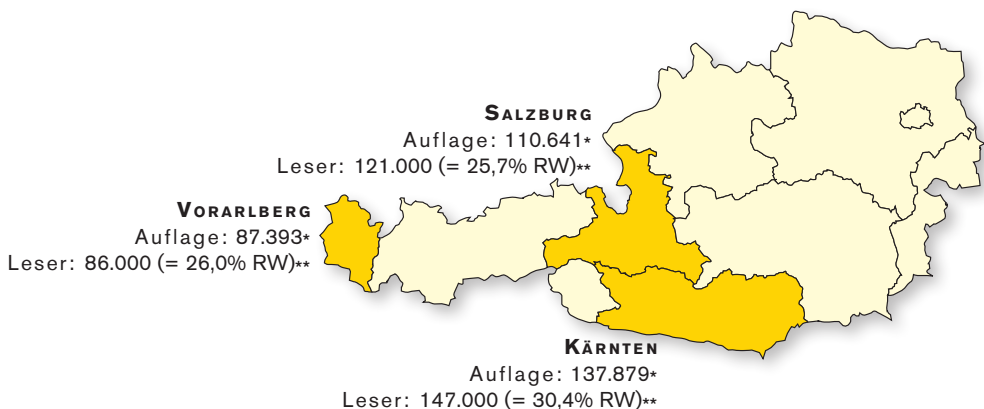 SALZBURG
Auflage: 110.641*
Leser: 121.000 (= 25,7% RW)**
VORARLBERG
Auflage: 87.393*
Leser: 86.000 (= 26,0% RW)**
KÄRNTEN
Auflage: 137.879*
Leser: 147.000 (= 30,4% RW)**